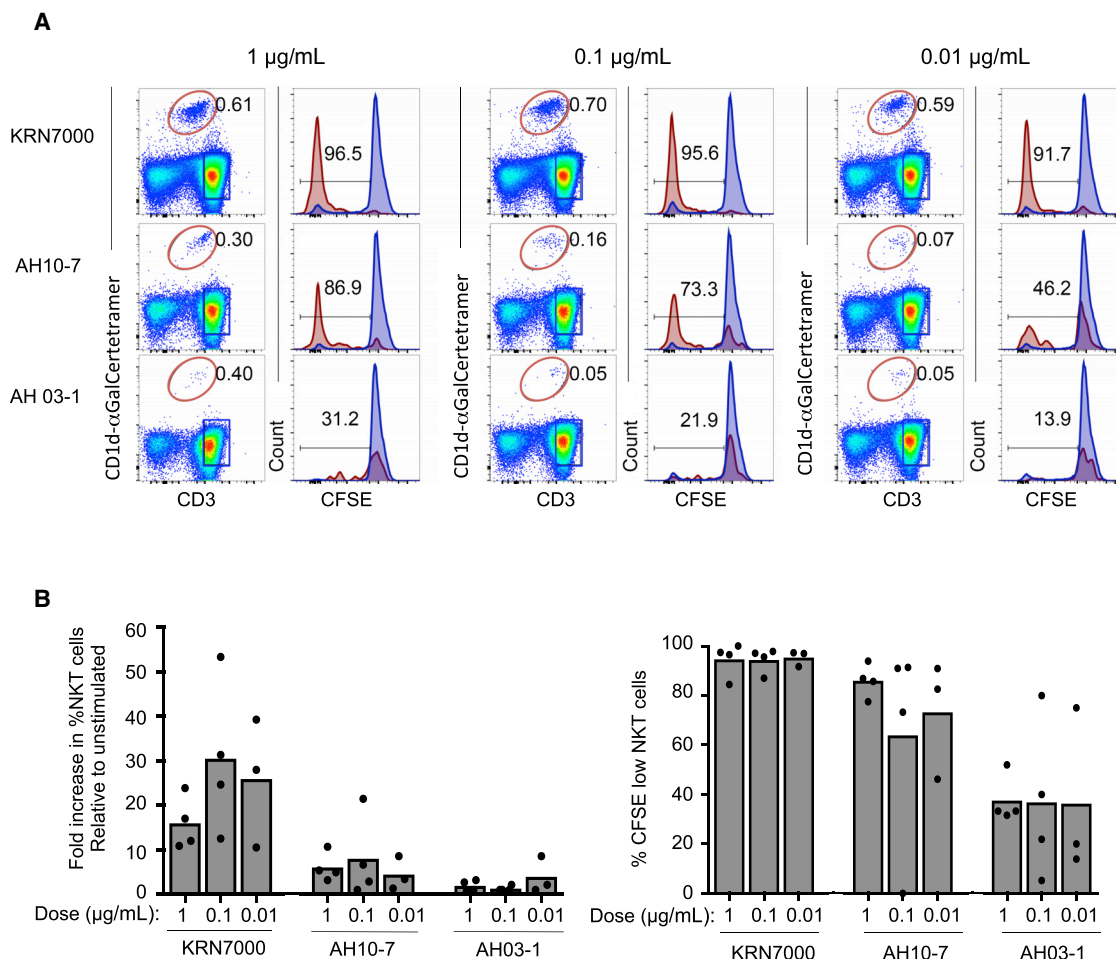 A
1 µg/mL 0.1 µg/mL 0.01 µg/mL
KRN7000
0.61 96.5 0.70 95.6 0.59 91.7
AH10-7
0.30 86.9 0.16 73.3 0.07 46.2
AH 03-1
0.40 31.2 0.05 21.9 0.05 13.9
CD1d-αGalCertetramer Count CD1d-αGalCertetramer Count CD1d-αGalCertetramer Count
CD3 CFSE CD3 CFSE CD3 CFSE
B
Fold increase in %NKT cells
Relative to unstimulated
60
50
40
30
20
10
0
Dose (µg/mL): 1 0.1 0.01 1 0.1 0.01 1 0.1 0.01
KRN7000 AH10-7 AH03-1
% CFSE low NKT cells
100
80
60
40
20
0
Dose (µg/mL): 1 0.1 0.01 1 0.1 0.01 1 0.1 0.01
KRN7000 AH10-7 AH03-1